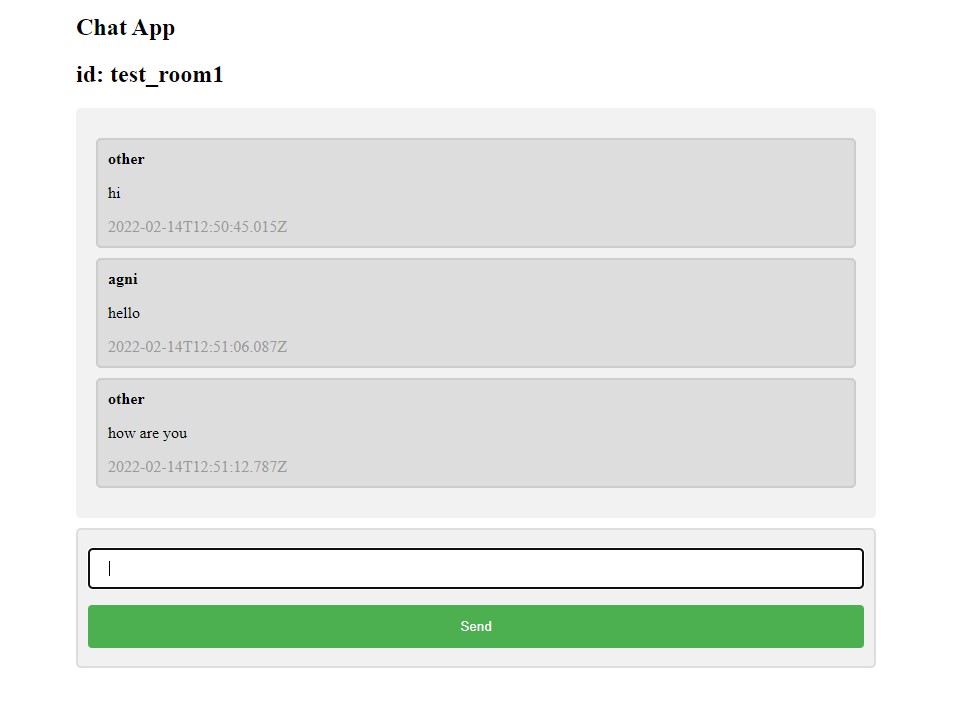 Chat App
id: test_room1
other
hi
2022-02-14T12:50:45.015Z
agni
hello
2022-02-14T12:51:06.087Z
other
how are you
2022-02-14T12:51:12.787Z
Send